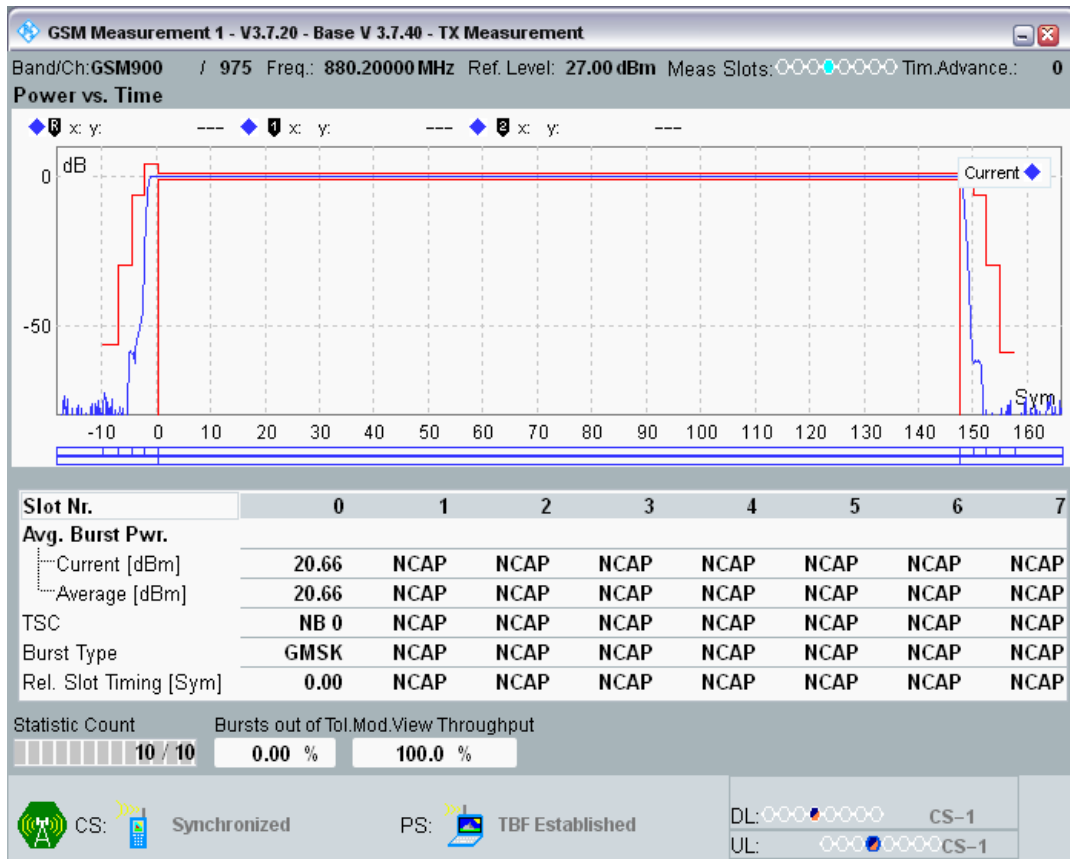 GSM Measurement 1 - V3.7.20 - Base V 3.7.40 - TX Measurement
Band/Ch:GSM900 / 975 Freq.: 880.20000 MHz Ref. Level: 27.00 dBm Meas Slots: Tim.Advance.: 0
Power vs. Time
R x: y: --- 1 x: y: --- 2 x: y: ---
dB
Current
0
-50
Sym
-10 0 10 20 30 40 50 60 70 80 90 100 110 120 130 140 150 160
Slot Nr. 0 1 2 3 4 5 6 7
Avg. Burst Pwr.
Current [dBm] 20.66 NCAP NCAP NCAP NCAP NCAP NCAP NCAP
Average [dBm] 20.66 NCAP NCAP NCAP NCAP NCAP NCAP NCAP
TSC NB 0 NCAP NCAP NCAP NCAP NCAP NCAP NCAP
Burst Type GMSK NCAP NCAP NCAP NCAP NCAP NCAP NCAP
Rel. Slot Timing [Sym] 0.00 NCAP NCAP NCAP NCAP NCAP NCAP NCAP
Statistic Count Bursts out of Tol.Mod.View Throughput
10 / 10 0.00 % 100.0 %
CS: Synchronized PS: TBF Established
DL: CS-1
UL: CS-1